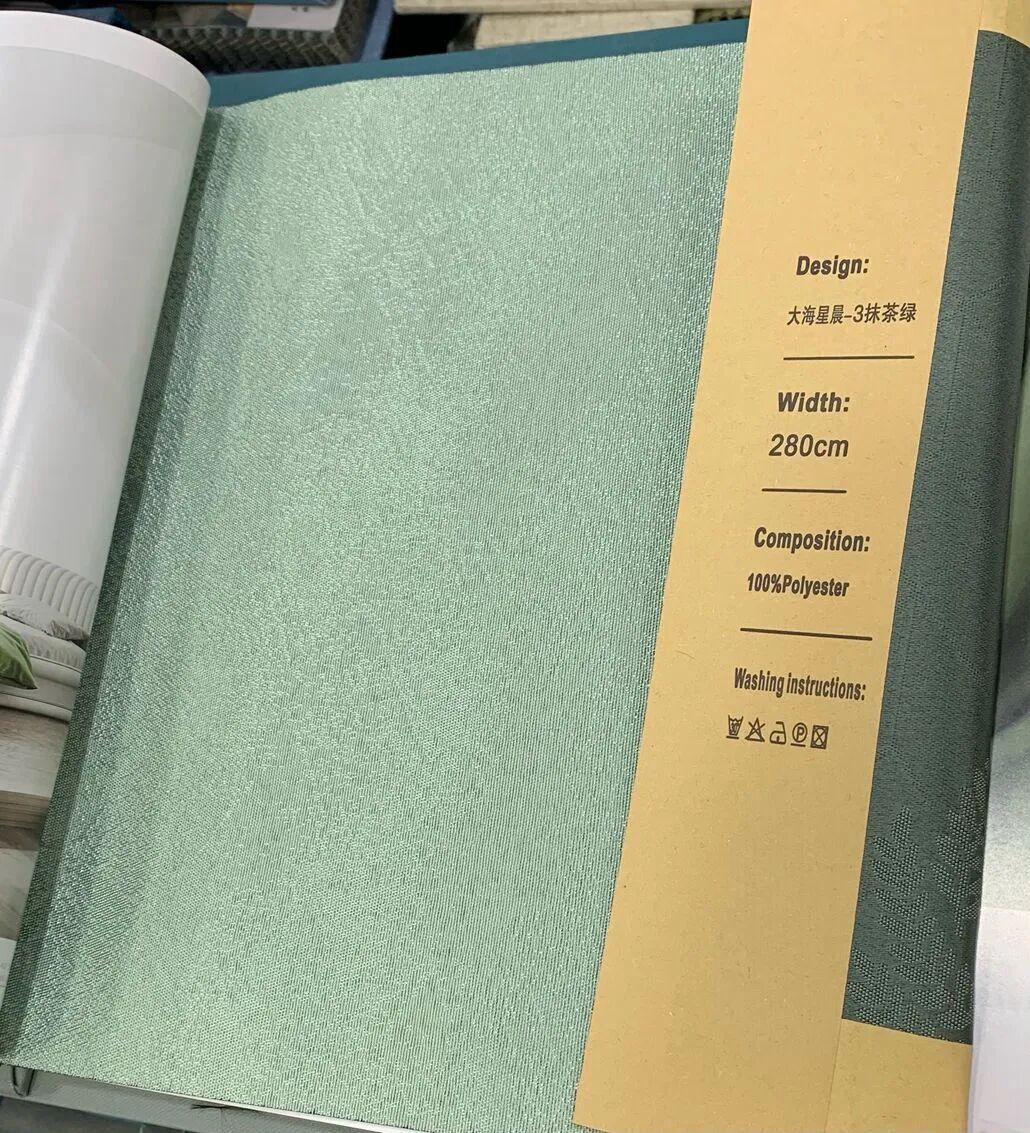 Design:
大海星晨-3抹茶绿
Width:
280cm
Composition:
100%Polyester
Washing instructions: